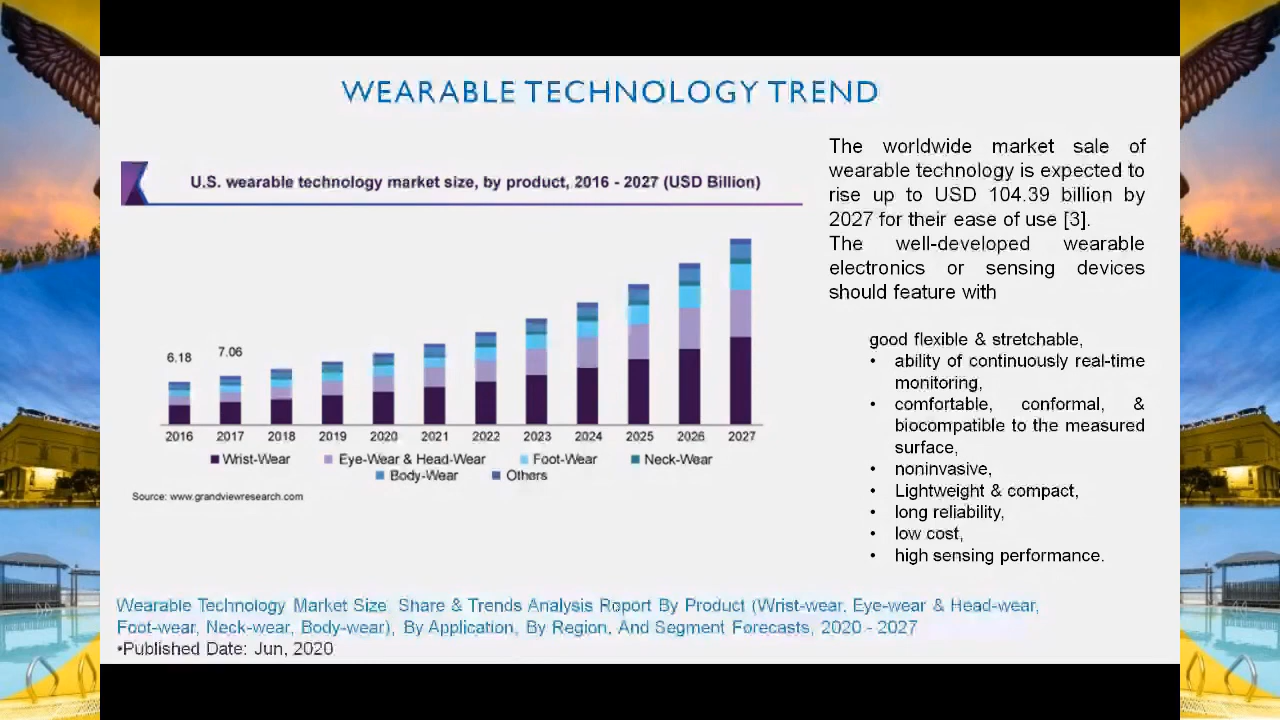 WEARABLE TECHNOLOGY TREND
U.S. wearable technology market size, by product, 2016 - 2027 (USD Billion)
6.18
7.06
2016 2017 2018 2019 2020 2021 2022 2023 2024 2025 2026 2027
Wrist-Wear Eye-Wear & Head-Wear Foot-Wear Neck-Wear
Body-Wear Others
Source: www.grandviewresearch.com
The worldwide market sale of
wearable technology is expected to
rise up to USD 104.39 billion by
2027 for their ease of use [3].
The well-developed wearable
electronics or sensing devices
should feature with
good flexible & stretchable,
• ability of continuously real-time
monitoring,
• comfortable, conformal, &
biocompatible to the measured
surface,
• noninvasive,
• Lightweight & compact,
• long reliability,
• low cost,
• high sensing performance.
Wearable Technology Market Size, Share & Trends Analysis Report By Product (Wrist-wear, Eye-wear & Head-wear,
Foot-wear, Neck-wear, Body-wear), By Application, By Region, And Segment Forecasts, 2020 - 2027
•Published Date: Jun, 2020